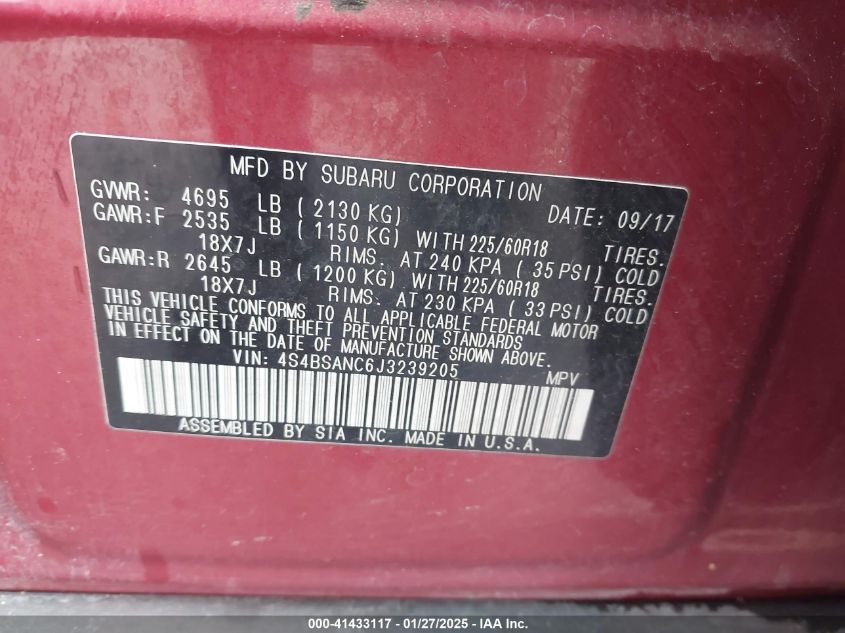 MFD BY SUBARU CORPORATION
GVWR: 4695 LB ( 2130 KG) DATE: 09/17
GAWR:F 2535 LB ( 1150 KG) WITH 225/60R18 TIRES.
18X7J RIMS. AT 240 KPA ( 35 PSI) COLD
GAWR:R 2645 LB ( 1200 KG) WITH 225/60R18 TIRES.
18X7J RIMS. AT 230 KPA ( 33 PSI) COLD
THIS VEHICLE CONFORMS TO ALL APPLICABLE FEDERAL MOTOR
VEHICLE SAFETY AND THEFT PREVENTION STANDARDS
IN EFFECT ON THE DATE OF MANUFACTURE SHOWN ABOVE.
VIN: 4S4BSANC6J3239205 MPV
ASSEMBLED BY SIA INC. MADE IN U.S.A.
000-41433117 - 01/27/2025 - IAAI.COM